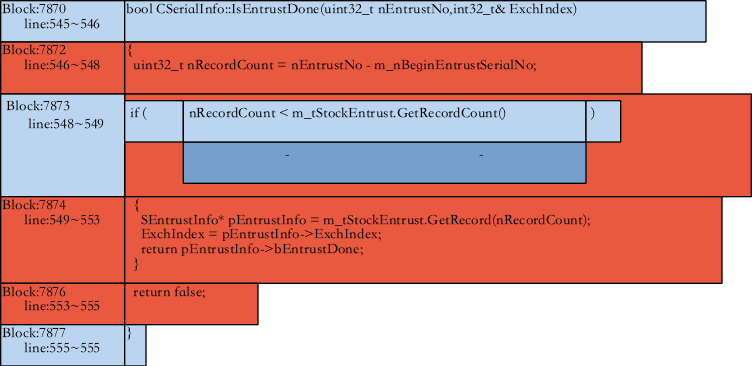 Block:7870 bool CSerialInfo::IsEntrustDone(uint32_t nEntrustNo,int32_t& ExchIndex)
line:545~546
Block:7872 {
line:546~548 uint32_t nRecordCount = nEntrustNo - m_nBeginEntrustSerialNo;
Block:7873
line:548~549 if ( nRecordCount < m_tStockEntrust.GetRecordCount() )
- -
Block:7874 {
line:549~553 SEntrustInfo* pEntrustInfo = m_tStockEntrust.GetRecord(nRecordCount);
ExchIndex = pEntrustInfo->ExchIndex;
return pEntrustInfo->bEntrustDone;
}
Block:7876 return false;
line:553~555
Block:7877 }
line:555~555